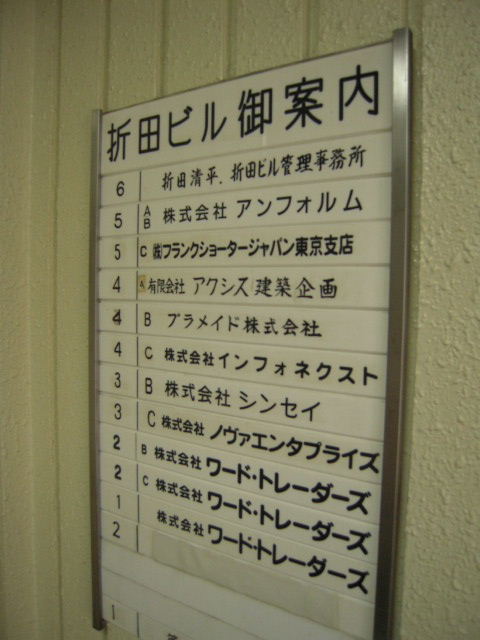 折田ビル御案内
6 折田清平．折田ビル管理事務所
5 A B 株式会社 アンフォルム
5 C ㈱フランクショータージャパン東京支店
4 A 有限会社 アクシズ建築企画
4 B プラメイド株式会社
4 C 株式会社インフォネクスト
3 B 株式会社 シンセイ
3 C 株式会社 ノヴァエンタプライズ
2 B 株式会社 ワード・トレーダーズ
2 C 株式会社 ワード・トレーダーズ
1 株式会社 ワード・トレーダーズ
2
1